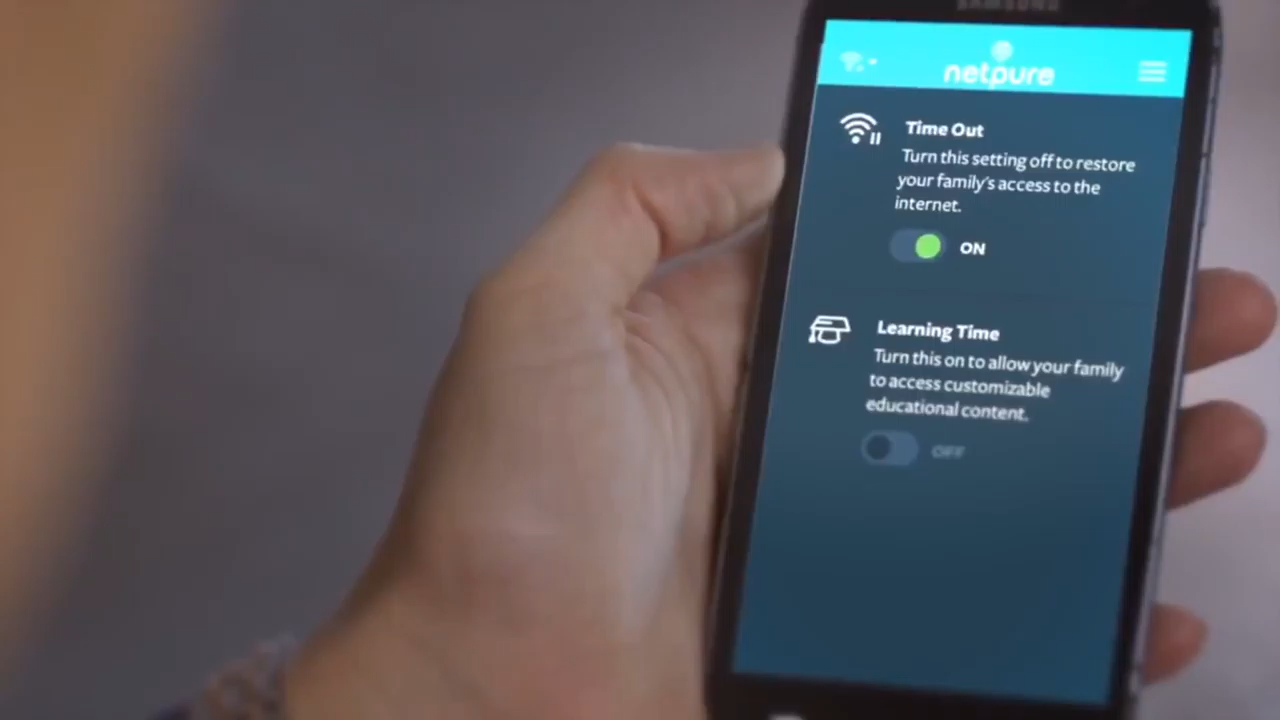 SAMSUNG
netpure
Time Out
Turn this setting off to restore
your family's access to the
internet.
ON
Learning Time
Turn this on to allow your family
to access customizable
educational content.
OFF